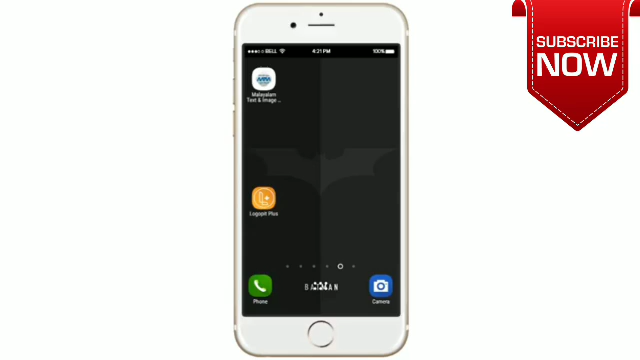 SUBSCRIBE
NOW
BELL
4:21 PM
100%
Malayalam
Text & Image ...
Logopit Plus
Phone
Camera